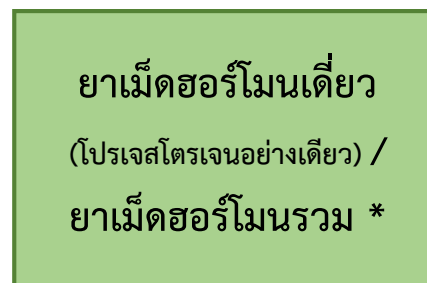 ยาเม็ดฮอร์โมนเดี่ยว
(โปรเจสโตรเจนอย่างเดียว) /
ยาเม็ดฮอร์โมนรวม *